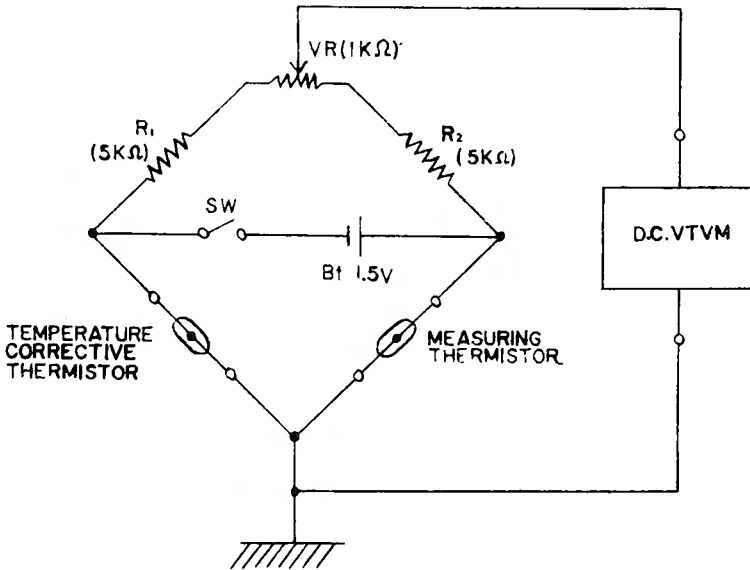 VR(1KΩ)
R1
(5KΩ)
R2
(5KΩ)
SW
D.C.VTVM
Bt 1.5V
TEMPERATURE
CORRECTIVE
THERMISTOR
MEASURING
THERMISTOR